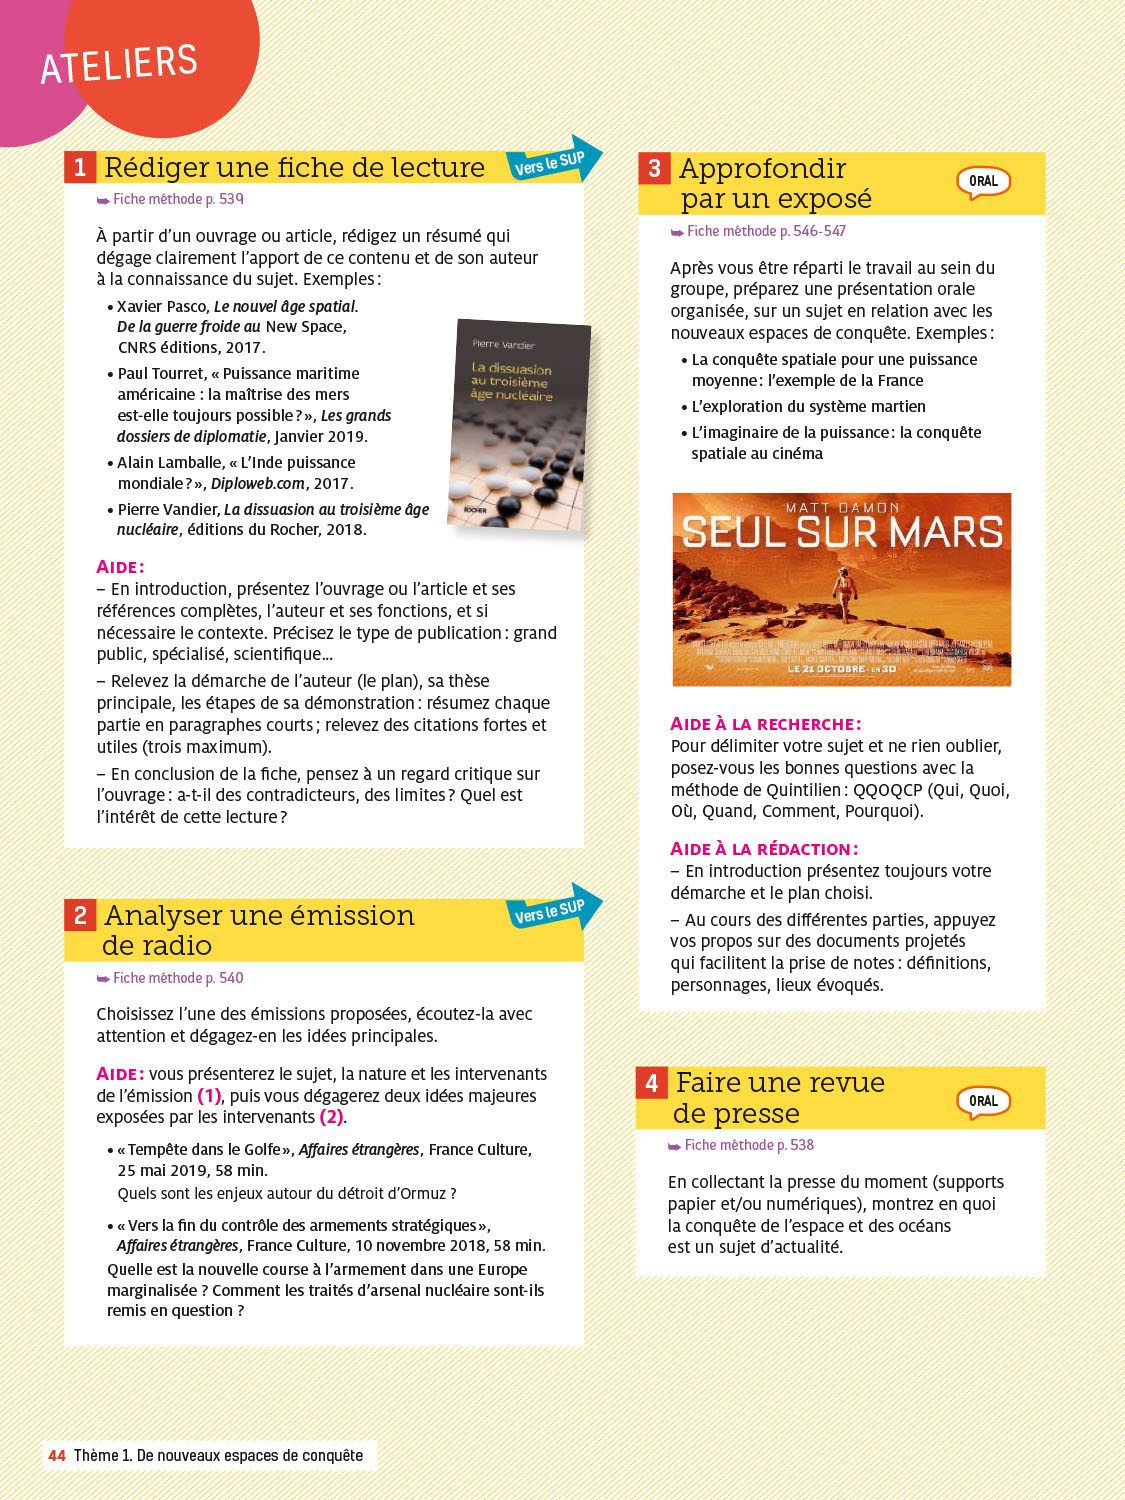 ATELIERS
1 Rédiger une fiche de lecture
Vers le SUP
Fiche méthode p. 539
À partir d’un ouvrage ou article, rédigez un résumé qui
dégage clairement l’apport de ce contenu et de son auteur
à la connaissance du sujet. Exemples :
• Xavier Pasco, Le nouvel âge spatial.
De la guerre froide au New Space,
CNRS éditions, 2017.
• Paul Tourret, « Puissance maritime
américaine : la maîtrise des mers
est-elle toujours possible ? », Les grands
dossiers de diplomatie, Janvier 2019.
• Alain Lamballe, « L’Inde puissance
mondiale ? », Diploweb.com, 2017.
• Pierre Vandier, La dissuasion au troisième âge
nucléaire, éditions du Rocher, 2018.
Pierre Vandier
La dissuasion
au troisième
âge nucléaire
ROCHER
AIDE :
– En introduction, présentez l’ouvrage ou l’article et ses
références complètes, l’auteur et ses fonctions, et si
nécessaire le contexte. Précisez le type de publication : grand
public, spécialisé, scientifique...
– Relevez la démarche de l’auteur (le plan), sa thèse
principale, les étapes de sa démonstration : résumez chaque
partie en paragraphes courts ; relevez des citations fortes et
utiles (trois maximum).
– En conclusion de la fiche, pensez à un regard critique sur
l’ouvrage : a-t-il des contradicteurs, des limites ? Quel est
l’intérêt de cette lecture ?
2 Analyser une émission
de radio
Vers le SUP
Fiche méthode p. 540
Choisissez l’une des émissions proposées, écoutez-la avec
attention et dégagez-en les idées principales.
AIDE : vous présenterez le sujet, la nature et les intervenants
de l’émission (1), puis vous dégagerez deux idées majeures
exposées par les intervenants (2).
• « Tempête dans le Golfe », Affaires étrangères, France Culture,
25 mai 2019, 58 min.
Quels sont les enjeux autour du détroit d’Ormuz ?
• « Vers la fin du contrôle des armements stratégiques »,
Affaires étrangères, France Culture, 10 novembre 2018, 58 min.
Quelle est la nouvelle course à l’armement dans une Europe
marginalisée ? Comment les traités d’arsenal nucléaire sont-ils
remis en question ?
3 Approfondir
par un exposé
ORAL
Fiche méthode p. 546-547
Après vous être réparti le travail au sein du
groupe, préparez une présentation orale
organisée, sur un sujet en relation avec les
nouveaux espaces de conquête. Exemples :
• La conquête spatiale pour une puissance
moyenne : l’exemple de la France
• L’exploration du système martien
• L’imaginaire de la puissance : la conquête
spatiale au cinéma
MATT DAMON
SEUL SUR MARS
LE 21 OCTOBRE - EN 3D
AIDE À LA RECHERCHE :
Pour délimiter votre sujet et ne rien oublier,
posez-vous les bonnes questions avec la
méthode de Quintilien : QQOQCP (Qui, Quoi,
Où, Quand, Comment, Pourquoi).
AIDE À LA RÉDACTION :
– En introduction présentez toujours votre
démarche et le plan choisi.
– Au cours des différentes parties, appuyez
vos propos sur des documents projetés
qui facilitent la prise de notes : définitions,
personnages, lieux évoqués.
4 Faire une revue
de presse
ORAL
Fiche méthode p. 538
En collectant la presse du moment (supports
papier et/ou numériques), montrez en quoi
la conquête de l’espace et des océans
est un sujet d’actualité.
44 Thème 1. De nouveaux espaces de conquête